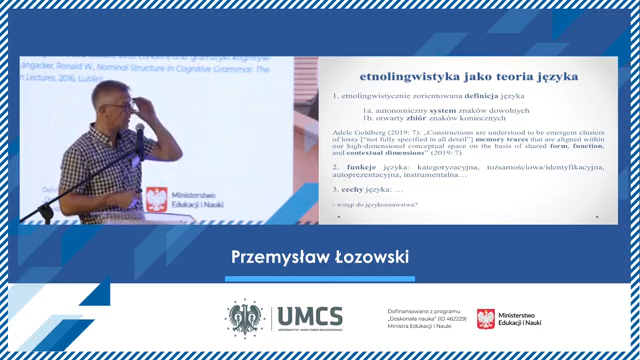 angacker, Ronald W., Nominal Structure in Cognitive Grammar. The
n Lectures, 2016, Lublin
Ministerstwo
Edukacji i Nauki
etnolingwistyka jako teoria języka
1. etnolingwistycznie zorientowana definicja języka
1a. autonomiczny system znaków dowolnych
1b. otwarty zbiór znaków koniecznych
Adele Goldberg (2019: 7): „Constructions are understood to be emergent clusters
of lossy [“not fully specified in all detail”] memory traces that are aligned within
our high-dimensional conceptual space on the basis of shared form, function,
and contextual dimensions” (2019: 7)
2. funkcje języka: kategoryzacyjna, tożsamościowa/identyfikacyjna,
autoprezentacyjna, instrumentalna…
3. cechy języka: …
- wstęp do językoznawstwa?
Przemysław Łozowski
UMCS
Dofinansowano z programu
„Doskonała nauka” (ID 462229)
Ministra Edukacji i Nauki
Ministerstwo
Edukacji i Nauki